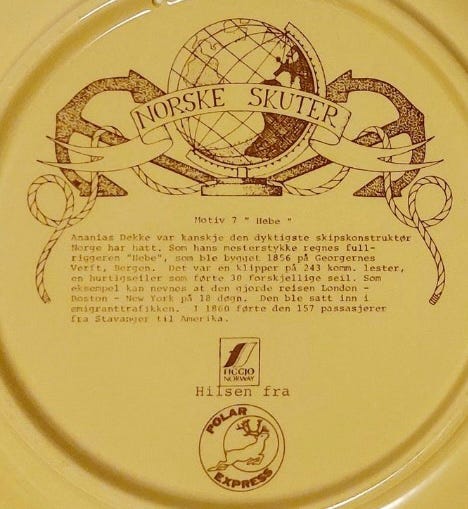 NORSKE SKUTER
Motiv 7 " Hebe "
Ananias Dekke var kanskje den dyktigste skipskonstruktør
Norge har hatt. Som hans mesterstykke regnes full-
riggeren "Hebe", som ble bygget 1856 på Georgernes
Verft, Bergen. Det var en klipper på 243 komm. lester,
en hurtigseiler som førte 30 forskjellige seil. Som
eksempel kan nevnes at den gjorde reisen London -
Boston - New York på 18 døgn. Den ble satt inn i
emigranttrafikken. I 1860 førte den 157 passasjerer
fra Stavanger til Amerika.
FIGGJO
NORWAY
Hilsen fra
POLAR
EXPRESS